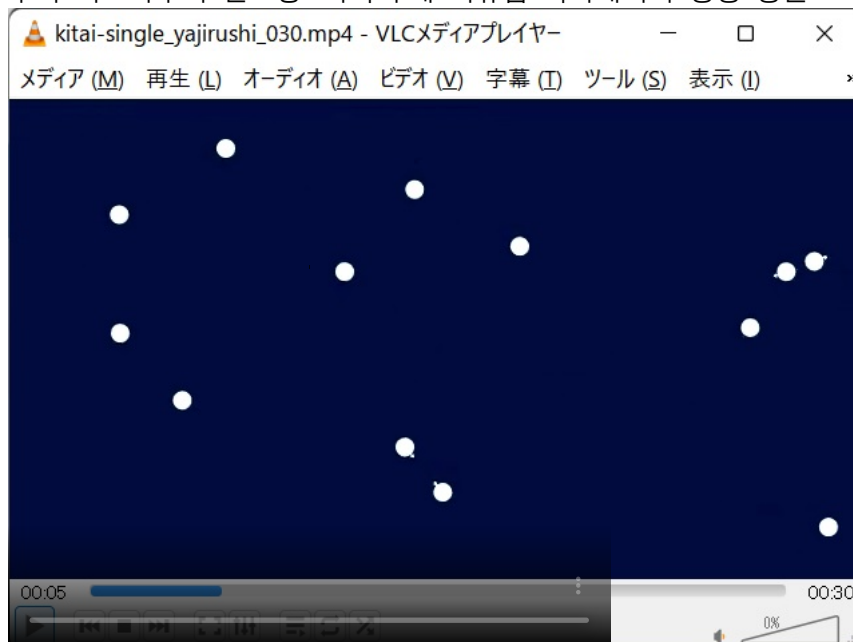 kitai-single_yajirushi_030.mp4 - VLCメディアプレイヤー
メディア (M) 再生 (L) オーディオ (A) ビデオ (V) 字幕 (T) ツール (S) 表示 (I) »
00:05 00:30
0%